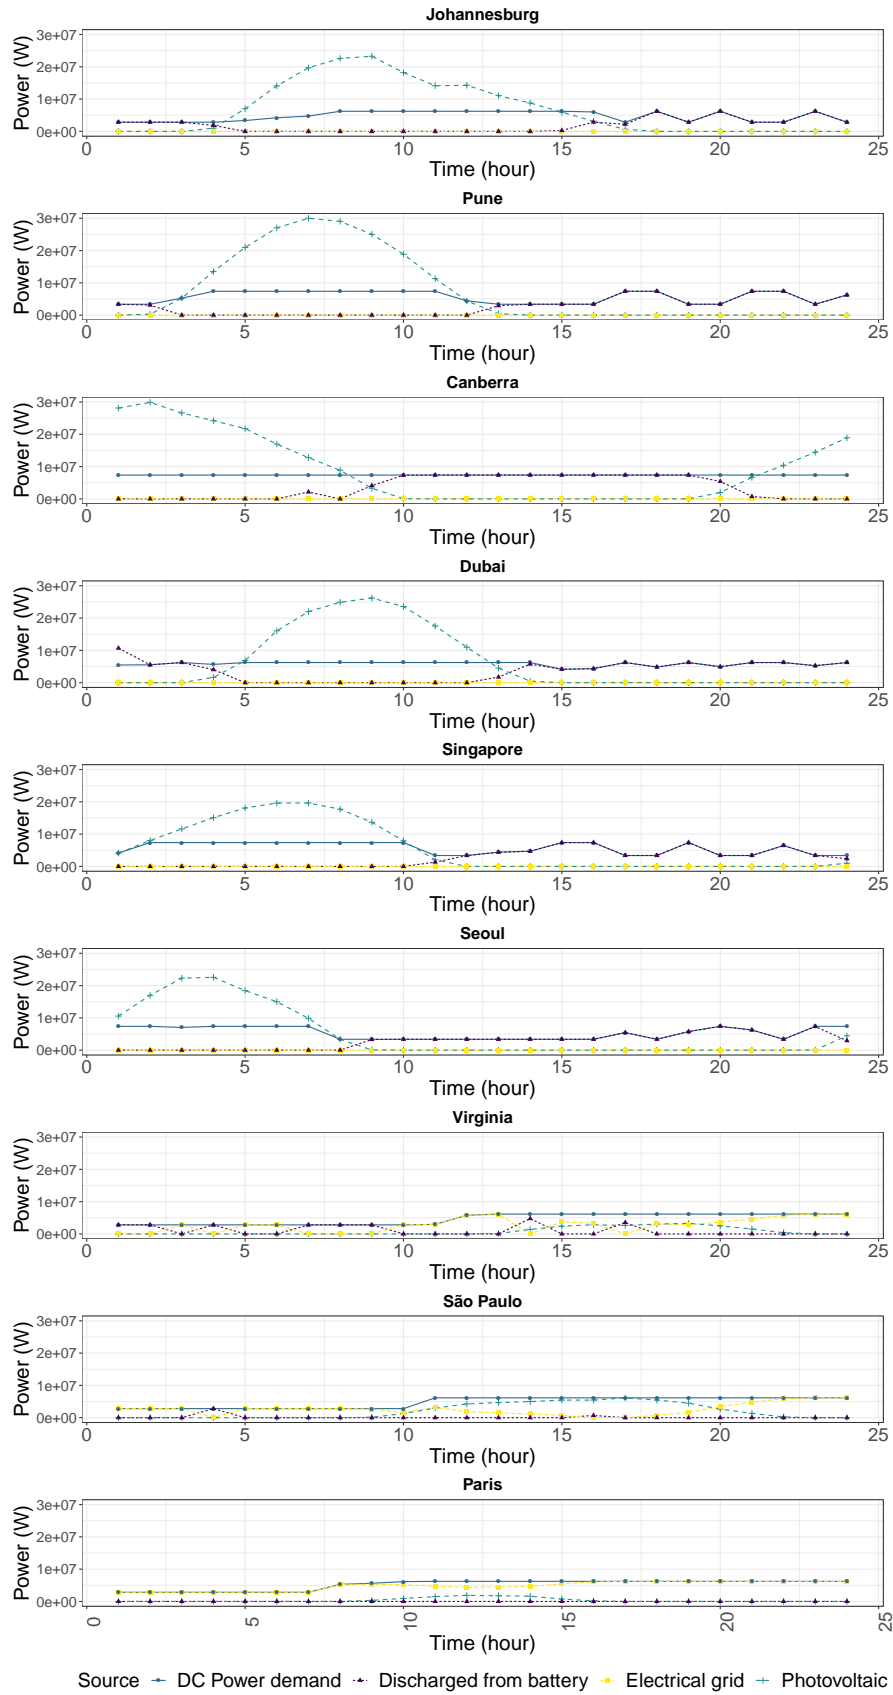 Johannesburg
Power (W)
3e+07
2e+07
1e+07
0e+00
0 5 10 15 20 25
Time (hour)
Pune
Power (W)
3e+07
2e+07
1e+07
0e+00
0 5 10 15 20 25
Time (hour)
Canberra
Power (W)
3e+07
2e+07
1e+07
0e+00
0 5 10 15 20 25
Time (hour)
Dubai
Power (W)
3e+07
2e+07
1e+07
0e+00
0 5 10 15 20 25
Time (hour)
Singapore
Power (W)
3e+07
2e+07
1e+07
0e+00
0 5 10 15 20 25
Time (hour)
Seoul
Power (W)
3e+07
2e+07
1e+07
0e+00
0 5 10 15 20 25
Time (hour)
Virginia
Power (W)
3e+07
2e+07
1e+07
0e+00
0 5 10 15 20 25
Time (hour)
São Paulo
Power (W)
3e+07
2e+07
1e+07
0e+00
0 5 10 15 20 25
Time (hour)
Paris
Power (W)
3e+07
2e+07
1e+07
0e+00
0 5 10 15 20 25
Time (hour)
Source DC Power demand Discharged from battery Electrical grid Photovoltaic